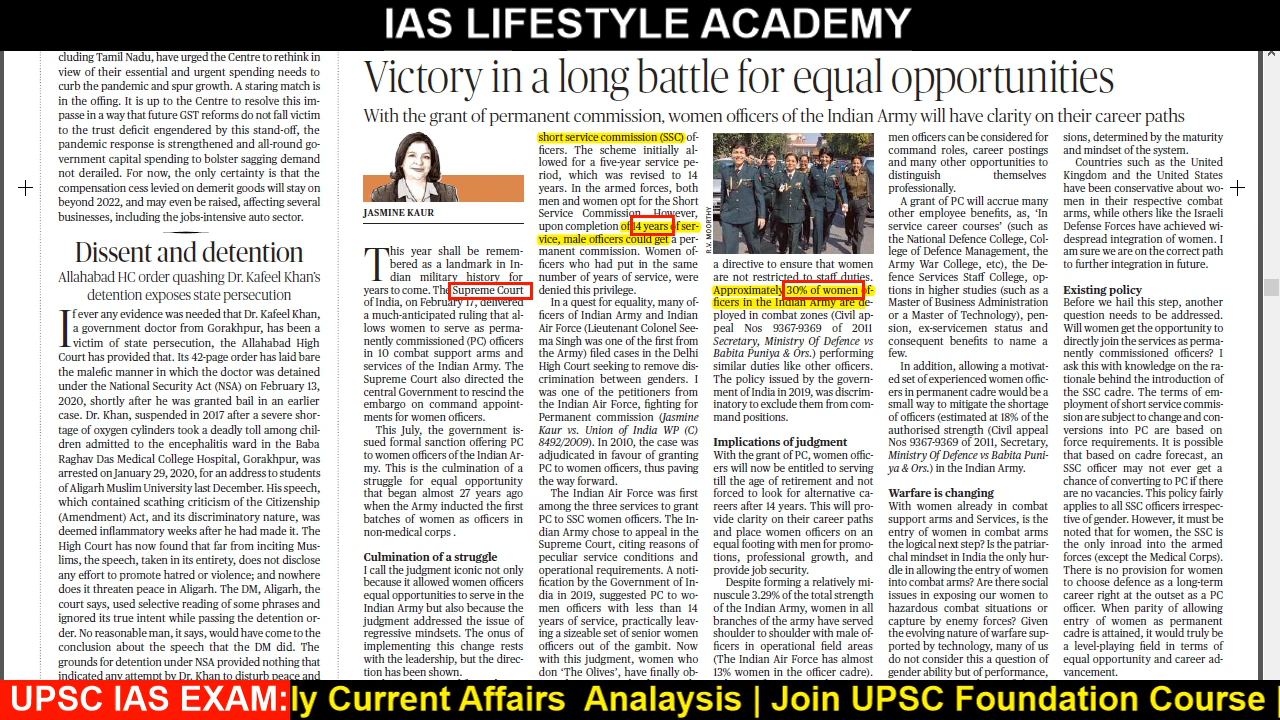 IAS LIFESTYLE ACADEMY
cluding Tamil Nadu, have urged the Centre to rethink in
view of their essential and urgent spending needs to
curb the pandemic and spur growth. A staring match is
in the offing. It is up to the Centre to resolve this im-
passe in a way that future GST reforms do not fall victim
to the trust deficit engendered by this stand-off, the
pandemic response is strengthened and all-round go-
vernment capital spending to bolster sagging demand
not derailed. For now, the only certainty is that the
compensation cess levied on demerit goods will stay on
beyond 2022, and may even be raised, affecting several
businesses, including the jobs-intensive auto sector.
Dissent and detention
Allahabad HC order quashing Dr. Kafeel Khan's
detention exposes state persecution
If ever any evidence was needed that Dr. Kafeel Khan,
a government doctor from Gorakhpur, has been a
victim of state persecution, the Allahabad High
Court has provided that. Its 42-page order has laid bare
the malefic manner in which the doctor was detained
under the National Security Act (NSA) on February 13,
2020, shortly after he was granted bail in an earlier
case. Dr. Khan, suspended in 2017 after a severe shor-
tage of oxygen cylinders took a deadly toll among chil-
dren admitted to the encephalitis ward in the Baba
Raghav Das Medical College Hospital, Gorakhpur, was
arrested on January 29, 2020, for an address to students
of Aligarh Muslim University last December. His speech,
which contained scathing criticism of the Citizenship
(Amendment) Act, and its discriminatory nature, was
deemed inflammatory weeks after he had made it. The
High Court has now found that far from inciting Mus-
lims, the speech, taken in its entirety, does not disclose
any effort to promote hatred or violence; and nowhere
does it threaten peace in Aligarh. The DM, Aligarh, the
court says, used selective reading of some phrases and
ignored its true intent while passing the detention or-
der. No reasonable man, it says, would have come to the
conclusion about the speech that the DM did. The
grounds for detention under NSA provided nothing that
indicated any attempt by Dr. Khan to disturb peace and
Victory in a long battle for equal opportunities
With the grant of permanent commission, women officers of the Indian Army will have clarity on their career paths
JASMINE KAUR
This year shall be remem-
bered as a landmark in In-
dian military history for
years to come. The Supreme Court
of India, on February 17, delivered
a much-anticipated ruling that al-
lows women to serve as perma-
nently commissioned (PC) officers
in 10 combat support arms and
services of the Indian Army. The
Supreme Court also directed the
central Government to rescind the
embargo on command appoint-
ments for women officers.
This July, the government is-
sued formal sanction offering PC
to women officers of the Indian Ar-
my. This is the culmination of a
struggle for equal opportunity
that began almost 27 years ago
when the Army inducted the first
batches of women as officers in
non-medical corps .
Culmination of a struggle
I call the judgment iconic not only
because it allowed women officers
equal opportunities to serve in the
Indian Army but also because the
judgment addressed the issue of
regressive mindsets. The onus of
implementing this change rests
with the leadership, but the direc-
tion has been shown.
short service commission (SSC) of-
ficers. The scheme initially al-
lowed for a five-year service pe-
riod, which was revised to 14
years. In the armed forces, both
men and women opt for the Short
Service Commission. However,
upon completion of 14 years of ser-
vice, male officers could get a per-
manent commission. Women of-
ficers who had put in the same
number of years of service, were
denied this privilege.
In a quest for equality, many of-
ficers of Indian Army and Indian
Air Force (Lieutenant Colonel See-
ma Singh was one of the first from
the Army) filed cases in the Delhi
High Court seeking to remove dis-
crimination between genders. I
was one of the petitioners from
the Indian Air Force, fighting for
Permanent commission (Jasmine
Kaur vs. Union of India WP (C)
8492/2009). In 2010, the case was
adjudicated in favour of granting
PC to women officers, thus paving
the way forward.
The Indian Air Force was first
among the three services to grant
PC to SSC women officers. The In-
dian Army chose to appeal in the
Supreme Court, citing reasons of
peculiar service conditions and
operational requirements. A noti-
fication by the Government of In-
dia in 2019, suggested PC to wo-
men officers with less than 14
years of service, practically leav-
ing a sizeable set of senior women
officers out of the gambit. Now
with this judgment, women who
don 'The Olives', have finally ob-
R.V. MOORTHY
a directive to ensure that women
are not restricted to staff duties.
Approximately 30% of women of-
ficers in the Indian Army are de-
ployed in combat zones (Civil ap-
peal Nos 9367-9369 of 2011
Secretary, Ministry Of Defence vs
Babita Puniya & Ors.) performing
similar duties like other officers.
The policy issued by the govern-
ment of India in 2019, was discrim-
inatory to exclude them from com-
mand positions.
Implications of judgment
With the grant of PC, women offic-
ers will now be entitled to serving
till the age of retirement and not
forced to look for alternative ca-
reers after 14 years. This will pro-
vide clarity on their career paths
and place women officers on an
equal footing with men for promo-
tions, professional growth, and
provide job security.
Despite forming a relatively mi-
nuscule 3.29% of the total strength
of the Indian Army, women in all
branches of the army have served
shoulder to shoulder with male of-
ficers in operational field areas
(The Indian Air Force has almost
13% women in the officer cadre).
men officers can be considered for
command roles, career postings
and many other opportunities to
distinguish themselves
professionally.
A grant of PC will accrue many
other employee benefits, as, 'In
service career courses' (such as
the National Defence College, Col-
lege of Defence Management, the
Army War College, etc), the De-
fence Services Staff College, op-
tions in higher studies (such as a
Master of Business Administration
or a Master of Technology), pen-
sion, ex-servicemen status and
consequent benefits to name a
few.
In addition, allowing a motivat-
ed set of experienced women offic-
ers in permanent cadre would be a
small way to mitigate the shortage
of officers (estimated at 18% of the
authorised strength (Civil appeal
Nos 9367-9369 of 2011, Secretary,
Ministry Of Defence vs Babita Puni-
ya & Ors.) in the Indian Army.
Warfare is changing
With women already in combat
support arms and Services, is the
entry of women in combat arms
the logical next step? Is the patriar-
chal mindset in India the only hur-
dle in allowing the entry of women
into combat arms? Are there social
issues in exposing our women to
hazardous combat situations or
capture by enemy forces? Given
the evolving nature of warfare sup-
ported by technology, many of us
do not consider this a question of
gender ability but of performance,
sions, determined by the maturity
and mindset of the system.
Countries such as the United
Kingdom and the United States
have been conservative about wo-
men in their respective combat
arms, while others like the Israeli
Defense Forces have achieved wi-
despread integration of women. I
am sure we are on the correct path
to further integration in future.
Existing policy
Before we hail this step, another
question needs to be addressed.
Will women get the opportunity to
directly join the services as perma-
nently commissioned officers? I
ask this with knowledge on the ra-
tionale behind the introduction of
the SSC cadre. The terms of em-
ployment of short service commis-
sion are subject to change and con-
versions into PC are based on
force requirements. It is possible
that based on cadre forecast, an
SSC officer may not ever get a
chance of converting to PC if there
are no vacancies. This policy fairly
applies to all SSC officers irrespec-
tive of gender. However, it must be
noted that for women, the SSC is
the only inroad into the armed
forces (except the Medical Corps).
There is no provision for women
to choose defence as a long-term
career right at the outset as a PC
officer. When parity of allowing
entry of women as permanent
cadre is attained, it would truly be
a level-playing field in terms of
equal opportunity and career ad-
vancement.
UPSC IAS EXAM: ly Current Affairs Analaysis | Join UPSC Foundation Course |